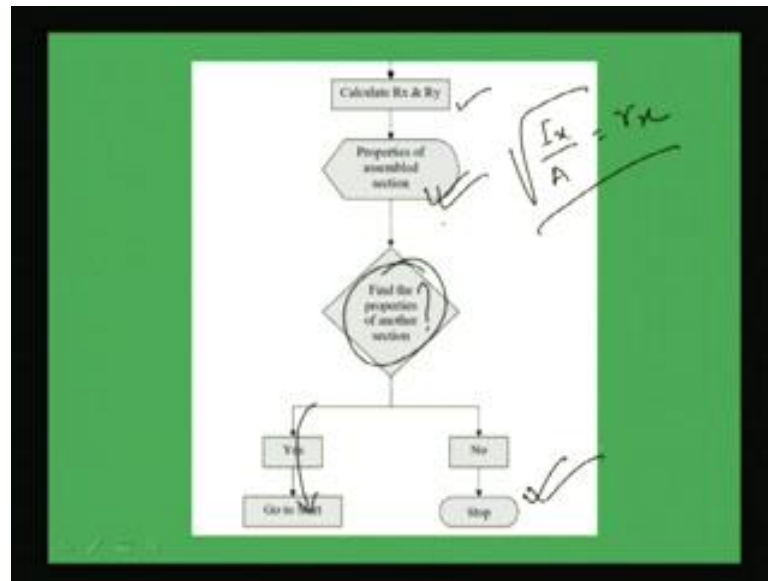 Calculate Rx & Ry
Properties of
assembled
section
√Ix/A = rx
Find the
properties ?
of another
section
Yes
No
Go to Start
Stop